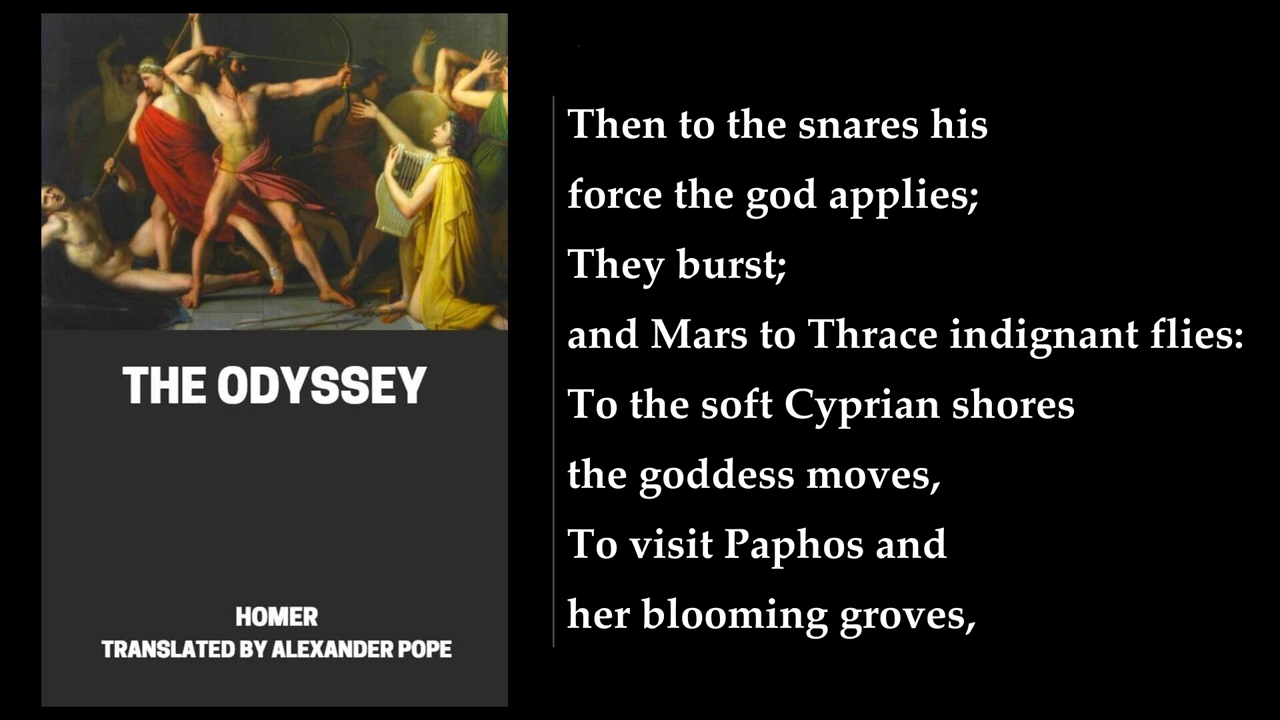 THE ODYSSEY
HOMER
TRANSLATED BY ALEXANDER POPE
Then to the snares his
force the god applies;
They burst;
and Mars to Thrace indignant flies:
To the soft Cyprian shores
the goddess moves,
To visit Paphos and
her blooming groves,